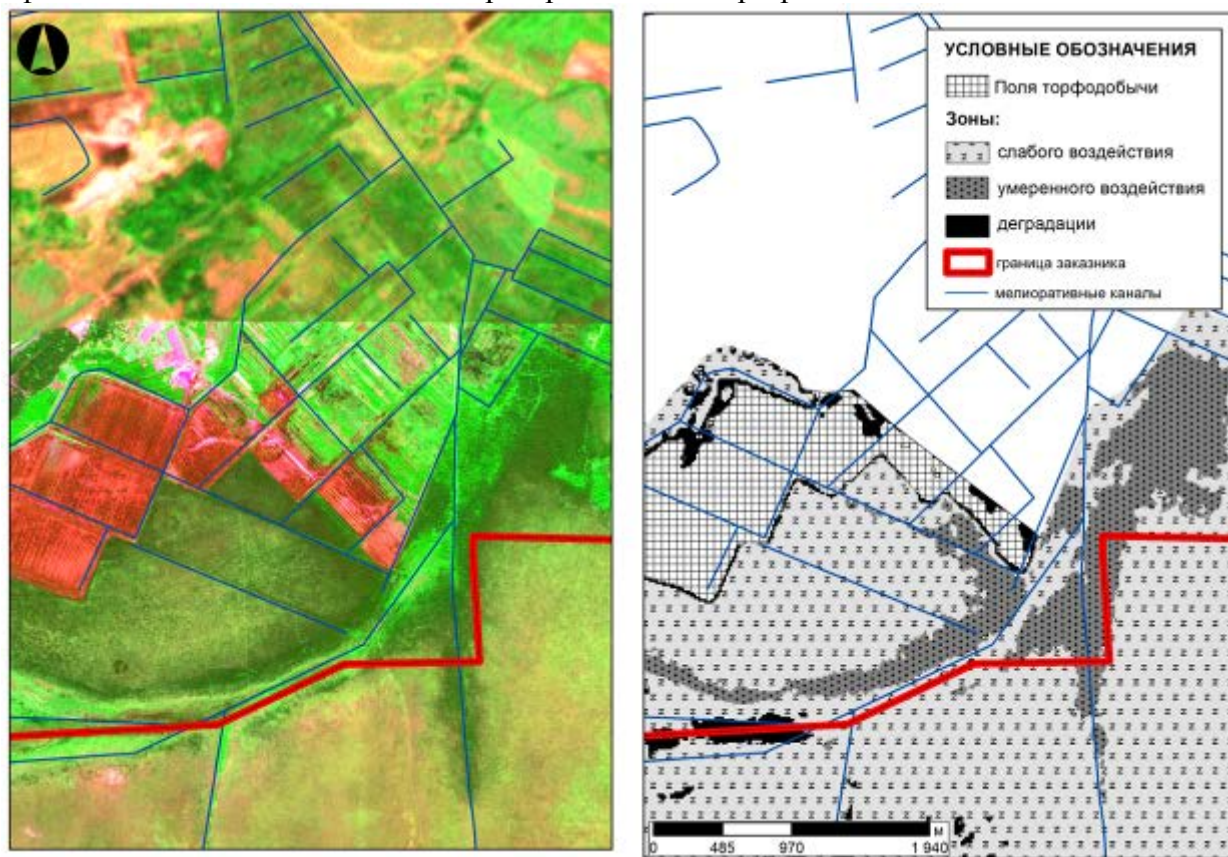 УСЛОВНЫЕ ОБОЗНАЧЕНИЯ
Поля торфодобычи
Зоны:
слабого воздействия
умеренного воздействия
деградации
граница заказника
мелиоративные каналы
м
0 485 970 1 940